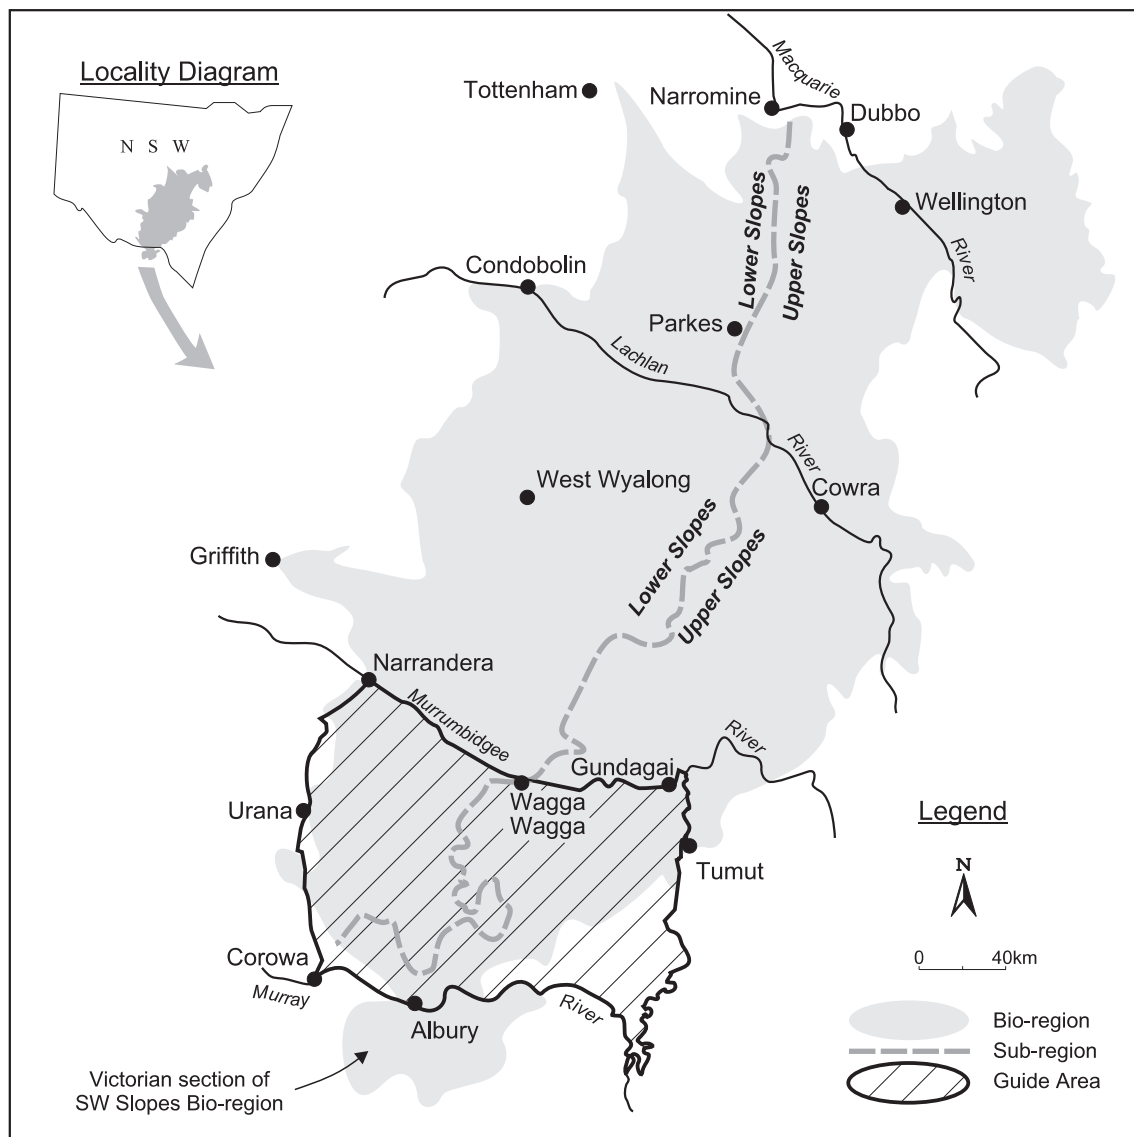 Locality Diagram
N S W
Tottenham
Narromine
Macquarie
Dubbo
Wellington
River
Lower Slopes
Upper Slopes
Condobolin
Parkes
Lachlan
River
Cowra
West Wyalong
Griffith
Lower Slopes
Upper Slopes
Narrandera
Murrumbidgee
River
Gundagai
Wagga
Wagga
Urana
Tumut
Corowa
Murray
River
Albury
Victorian section of
SW Slopes Bio-region
Legend
N
0 40km
Bio-region
Sub-region
Guide Area